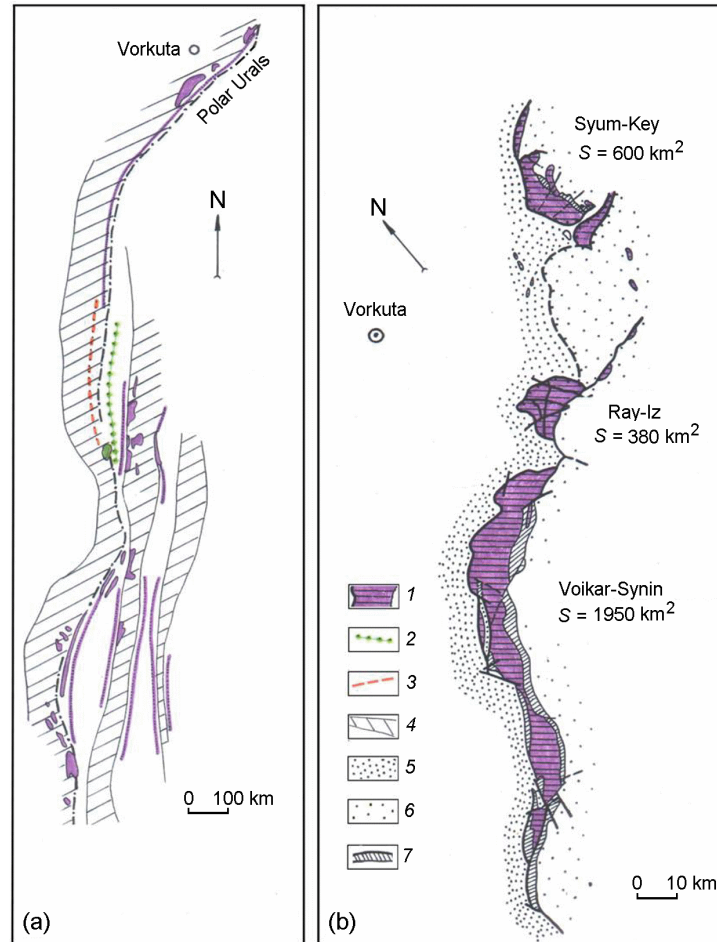 Vorkuta
Polar Urals
N
0 100 km
(a)
Syum-Key
S = 600 km²
N
Vorkuta
Ray-Iz
S = 380 km²
Voikar-Synin
S = 1950 km²
1
2
3
4
5
6
7
0 10 km
(b)